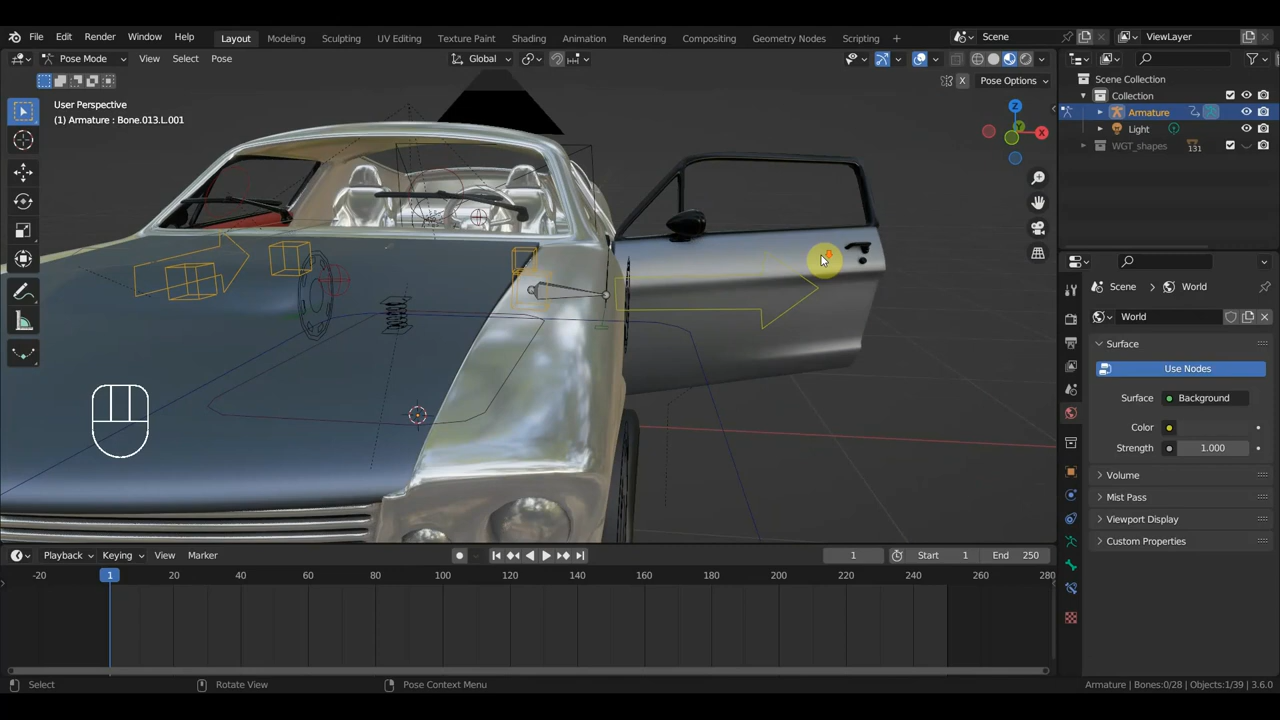 File Edit Render Window Help Layout Modeling Sculpting UV Editing Texture Paint Shading Animation Rendering Compositing Geometry Nodes Scripting Scene ViewLayer
Pose Mode View Select Pose Global
X Pose Options
User Perspective
(1) Armature : Bone.013.L.001
Z
Y
X
Scene Collection
Collection
Armature
Light
WGT_shapes 131
Scene World
World
Surface
Use Nodes
Surface Background
Color
Strength 1.000
Volume
Mist Pass
Viewport Display
Custom Properties
Playback Keying View Marker 1 Start 1 End 250
-20 1 20 40 60 80 100 120 140 160 180 200 220 240 260 280
Select Rotate View Pose Context Menu Armature | Bones:0/28 | Objects:1/39 | 3.6.0